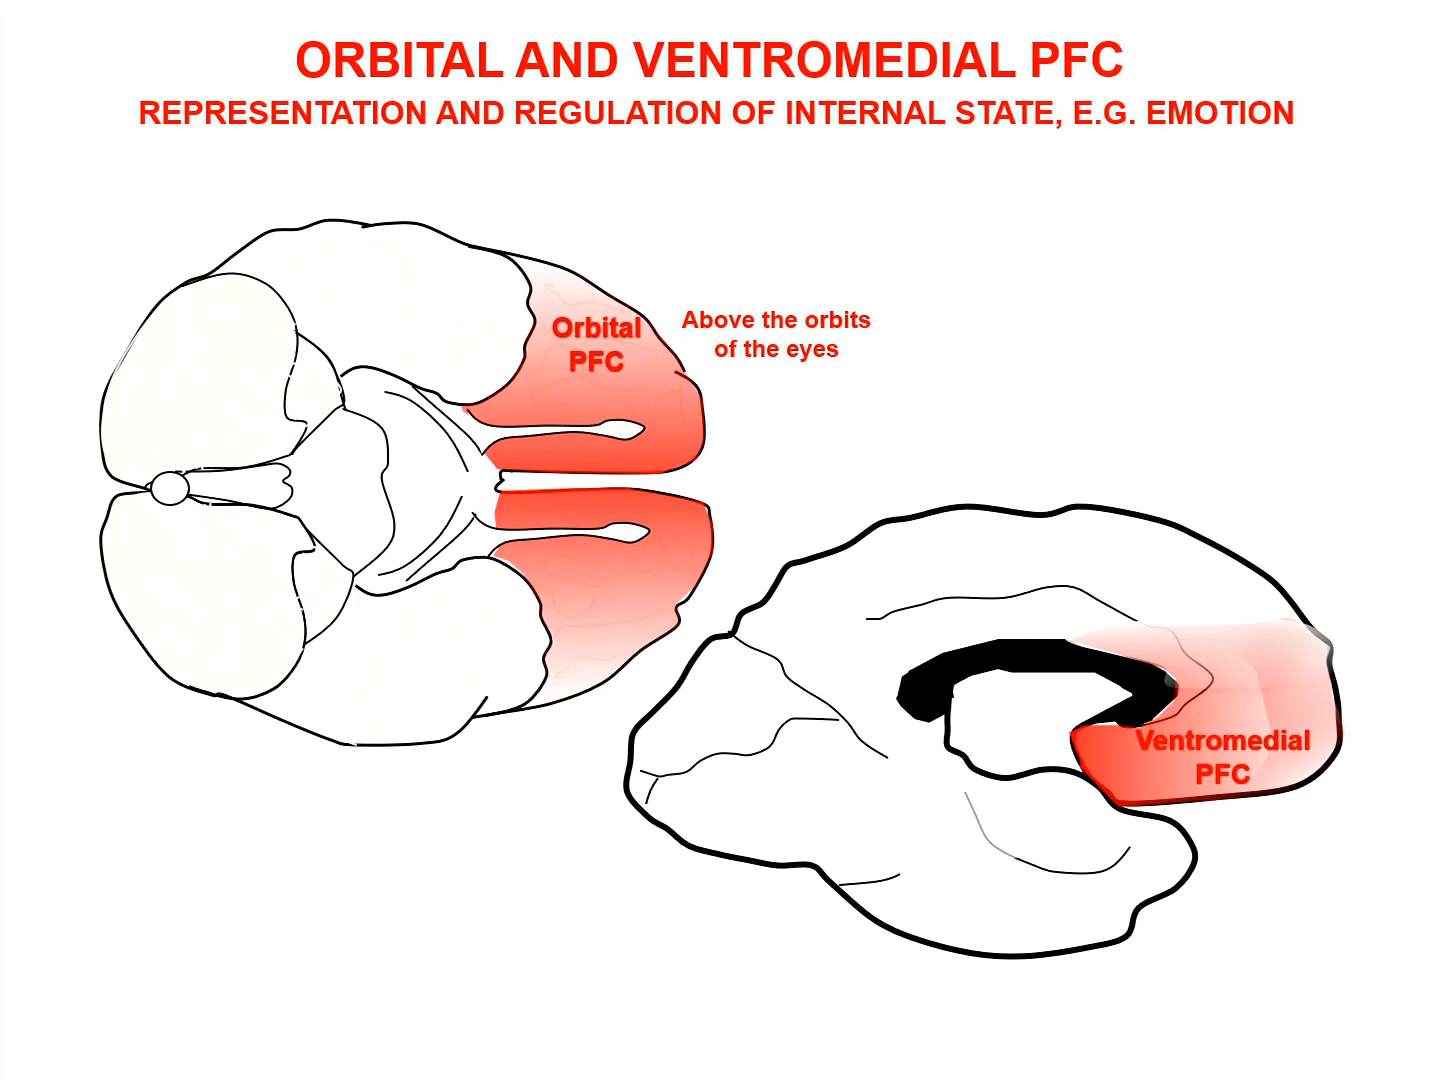 ORBITAL AND VENTROMEDIAL PFC
REPRESENTATION AND REGULATION OF INTERNAL STATE, E.G. EMOTION
Orbital
PFC
Above the orbits
of the eyes
Ventromedial
PFC